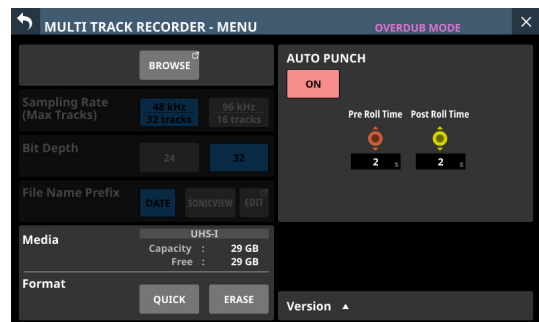 MULTI TRACK RECORDER - MENU
OVERDUB MODE
BROWSE
Sampling Rate
(Max Tracks)
48 kHz
32 tracks
96 kHz
16 tracks
Bit Depth
24
32
File Name Prefix
DATE
SONICVIEW
EDIT
Media
UHS-I
Capacity : 29 GB
Free : 29 GB
Format
QUICK
ERASE
AUTO PUNCH
ON
Pre Roll Time
Post Roll Time
2 s
2 s
Version ▲